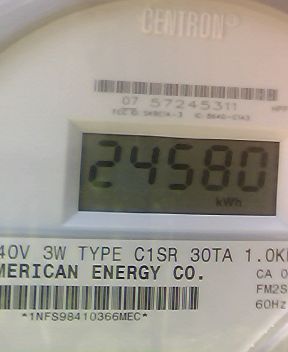 CENTRON®
07 57245311
24580
kWh
40V 3W TYPE C1SR 30TA 1.0K
MERICAN ENERGY CO.
CA 0
FM2S
60Hz
*1NFS98410366MEC*